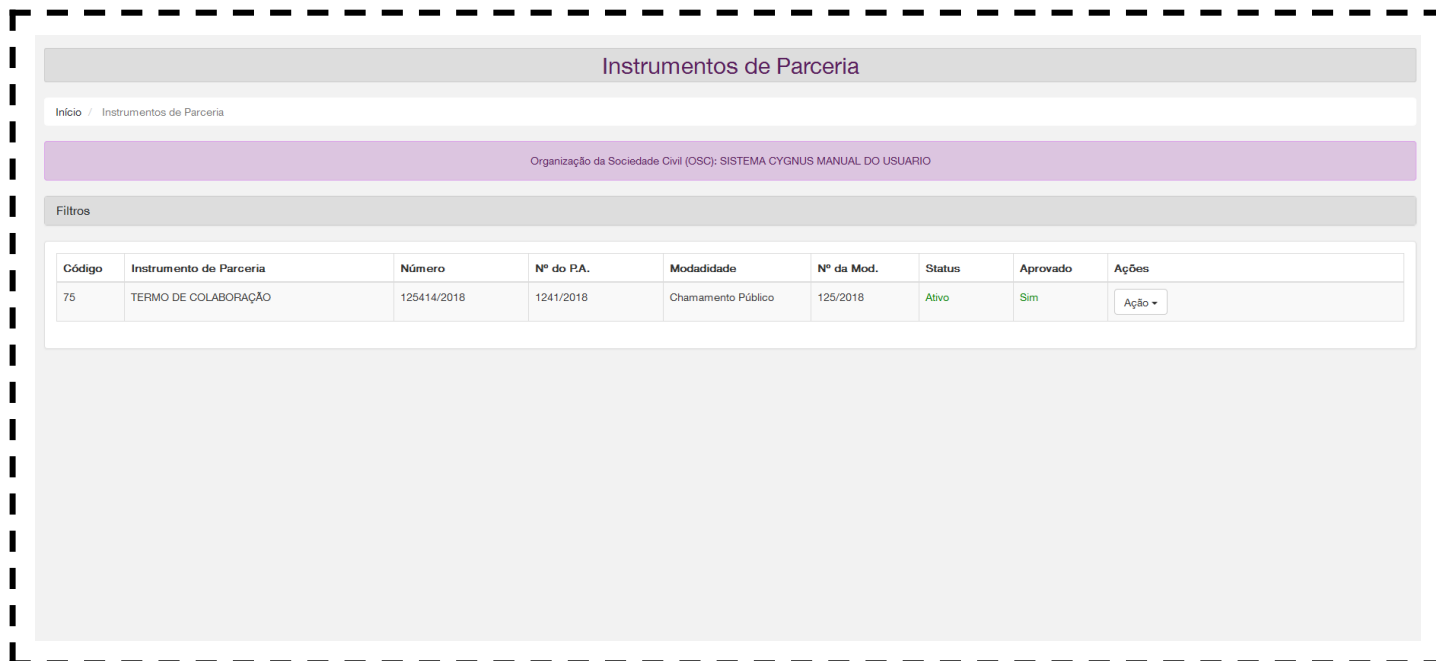 Instrumentos de Parceria
Início / Instrumentos de Parceria
Organização da Sociedade Civil (OSC): SISTEMA CYGNUS MANUAL DO USUARIO
Filtros
Código Instrumento de Parceria Número Nº do P.A. Modadidade Nº da Mod. Status Aprovado Ações
75 TERMO DE COLABORAÇÃO 125414/2018 1241/2018 Chamamento Público 125/2018 Ativo Sim Ação